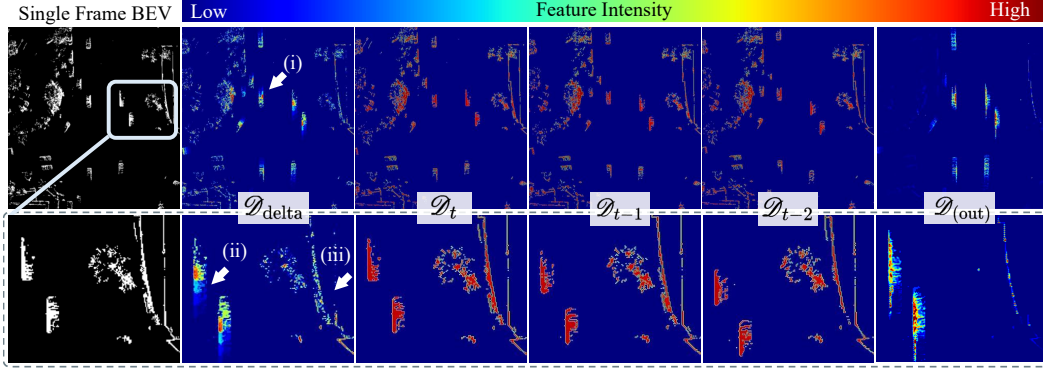 Single Frame BEV
Low Feature Intensity High
(i)
𝒟delta 𝒟t 𝒟t−1 𝒟t−2 𝒟(out)
(ii) (iii)